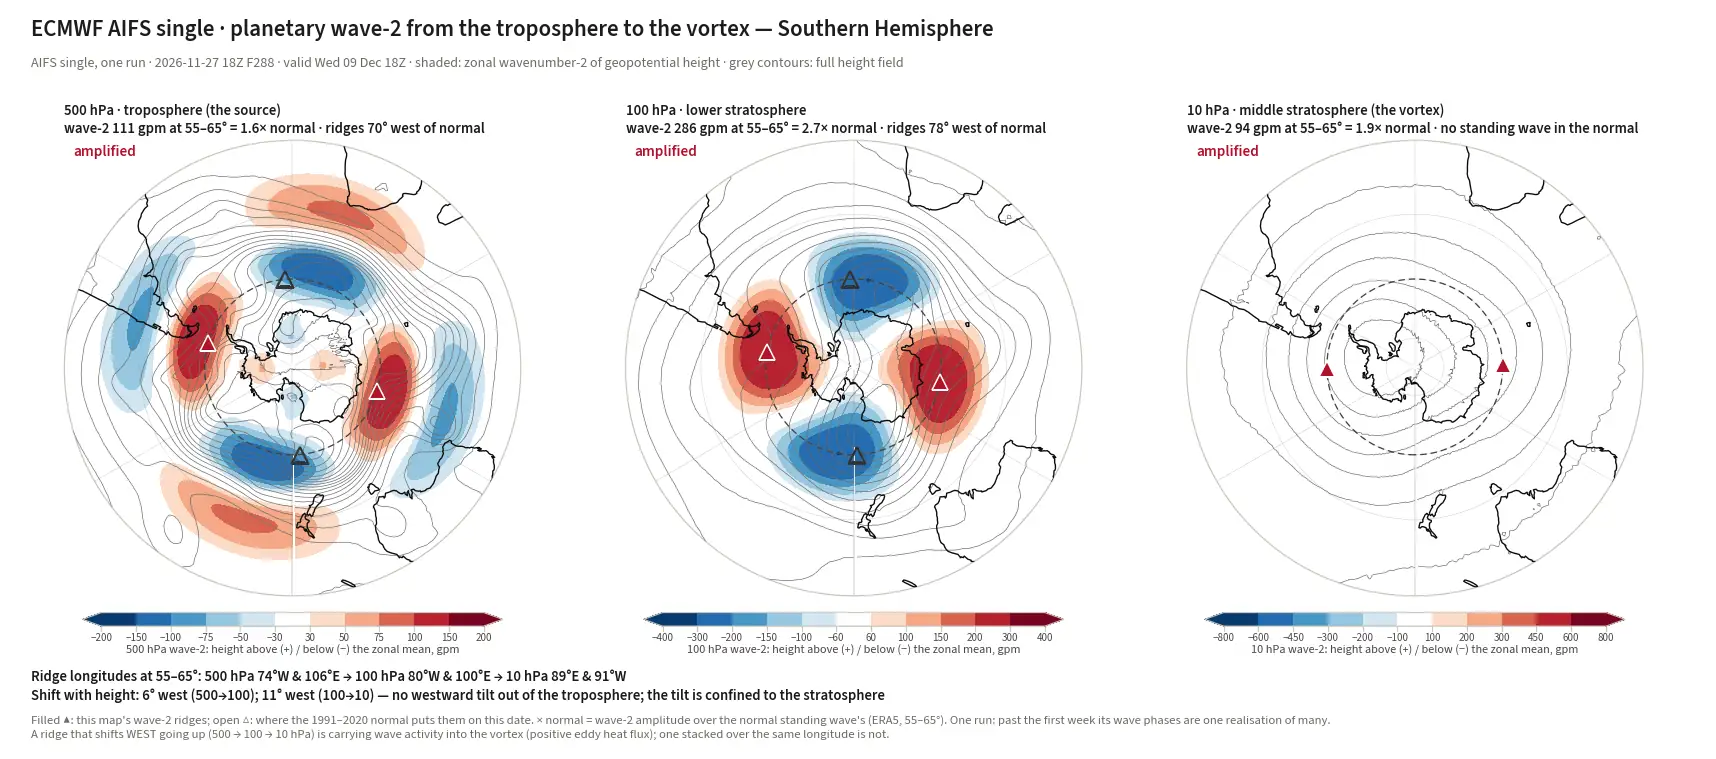 ECMWF AIFS single · planetary wave-2 from the troposphere to the vortex — Southern Hemisphere
AIFS single, one run · 2026-11-27 18Z F288 · valid Wed 09 Dec 18Z · shaded: zonal wavenumber-2 of geopotential height · grey contours: full height field
500 hPa · troposphere (the source)
wave-2 111 gpm at 55–65° = 1.6× normal · ridges 70° west of normal
amplified
100 hPa · lower stratosphere
wave-2 286 gpm at 55–65° = 2.7× normal · ridges 78° west of normal
amplified
10 hPa · middle stratosphere (the vortex)
wave-2 94 gpm at 55–65° = 1.9× normal · no standing wave in the normal
amplified
−200 −150 −100 −75 −50 −30 30 50 75 100 150 200
500 hPa wave-2: height above (+) / below (−) the zonal mean, gpm
−400 −300 −200 −150 −100 −60 60 100 150 200 300 400
100 hPa wave-2: height above (+) / below (−) the zonal mean, gpm
−800 −600 −450 −300 −200 −100 100 200 300 450 600 800
10 hPa wave-2: height above (+) / below (−) the zonal mean, gpm
Ridge longitudes at 55–65°: 500 hPa 74°W & 106°E → 100 hPa 80°W & 100°E → 10 hPa 89°E & 91°W
Shift with height: 6° west (500→100); 11° west (100→10) — no westward tilt out of the troposphere; the tilt is confined to the stratosphere
Filled ▲: this map's wave-2 ridges; open △: where the 1991–2020 normal puts them on this date. × normal = wave-2 amplitude over the normal standing wave's (ERA5, 55–65°). One run: past the first week its wave phases are one realisation of many.
A ridge that shifts WEST going up (500 → 100 → 10 hPa) is carrying wave activity into the vortex (positive eddy heat flux); one stacked over the same longitude is not.